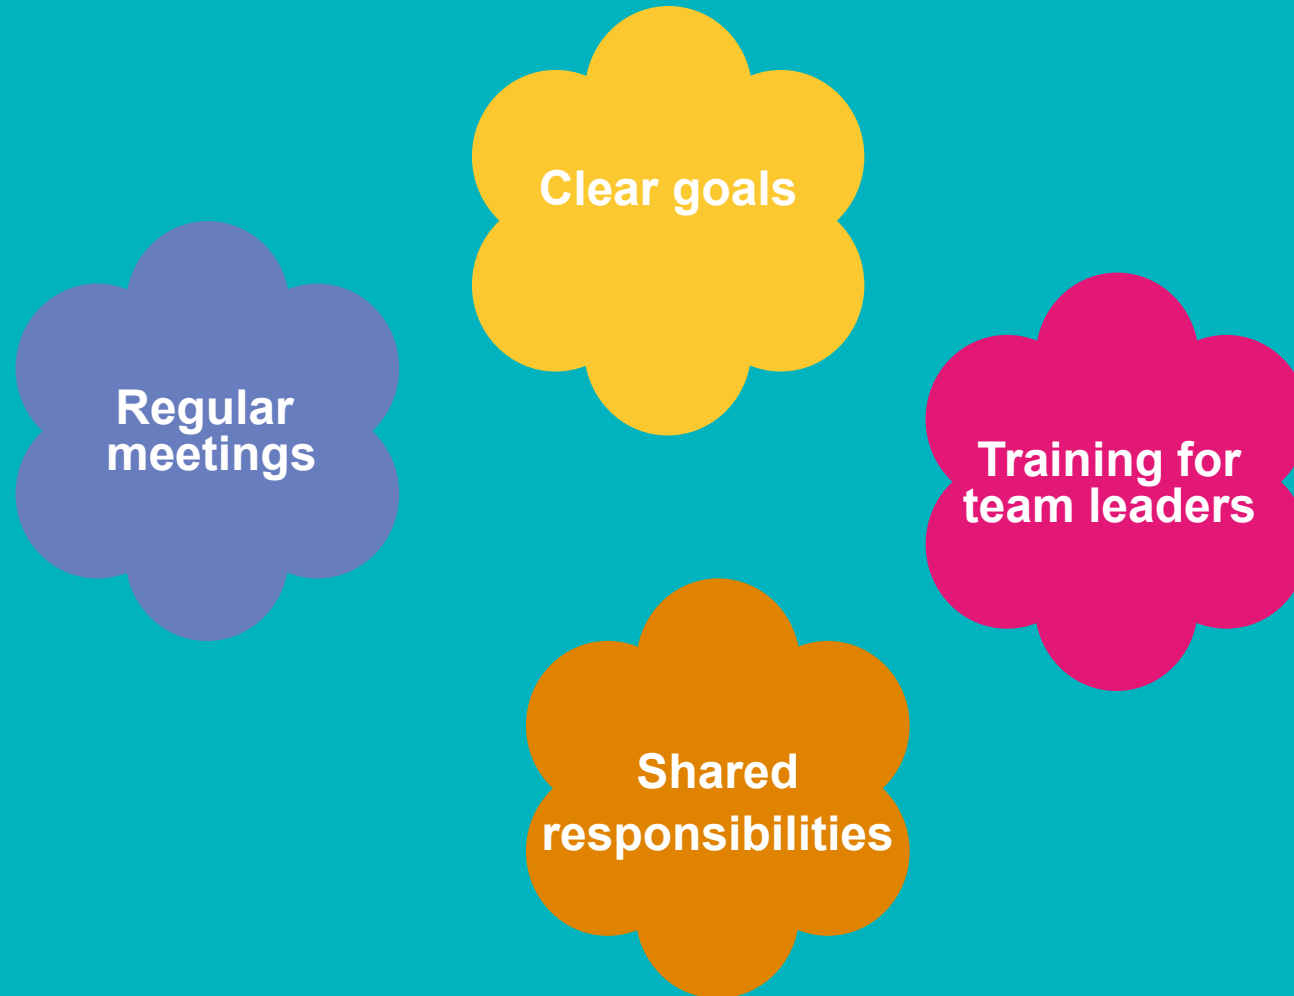 Clear goals
Regular
meetings
Training for
team leaders
Shared
responsibilities